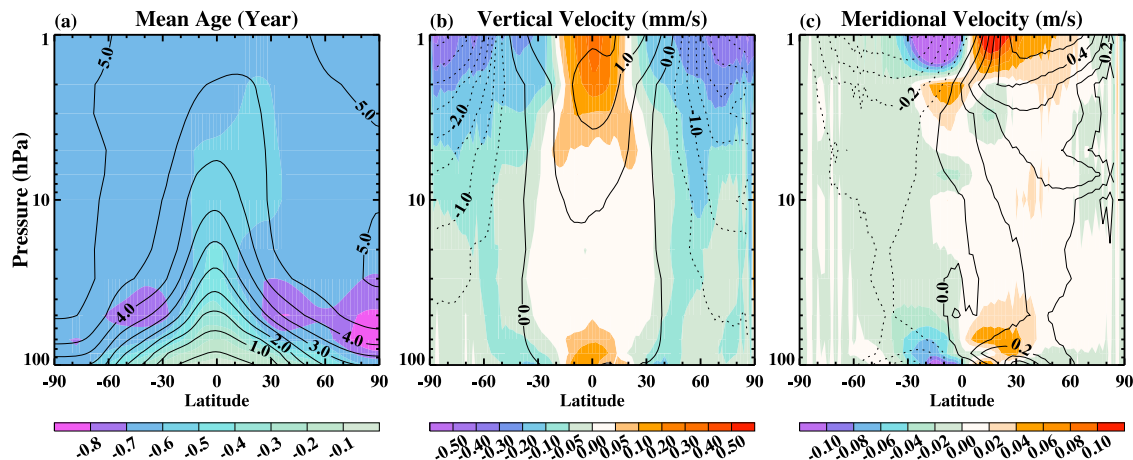 (a) Mean Age (Year)
(b) Vertical Velocity (mm/s)
(c) Meridional Velocity (m/s)
Pressure (hPa)
1
10
100
5.0
5.0
5.0
4.0
1.0
2.0
3.0
4.0
-90 -60 -30 0 30 60 90
Latitude
-0.8 -0.7 -0.6 -0.5 -0.4 -0.3 -0.2 -0.1
1
10
100
-2.0
-1.0
0.0
1.0
0.0
-1.0
-90 -60 -30 0 30 60 90
Latitude
-0.50 -0.40 -0.30 -0.20 -0.10 -0.05 0.00 0.05 0.10 0.20 0.30 0.40 0.50
1
10
100
-0.2
0.4
0.2
0.0
0.2
-90 -60 -30 0 30 60 90
Latitude
-0.10 -0.08 -0.06 -0.04 -0.02 0.00 0.02 0.04 0.06 0.08 0.10